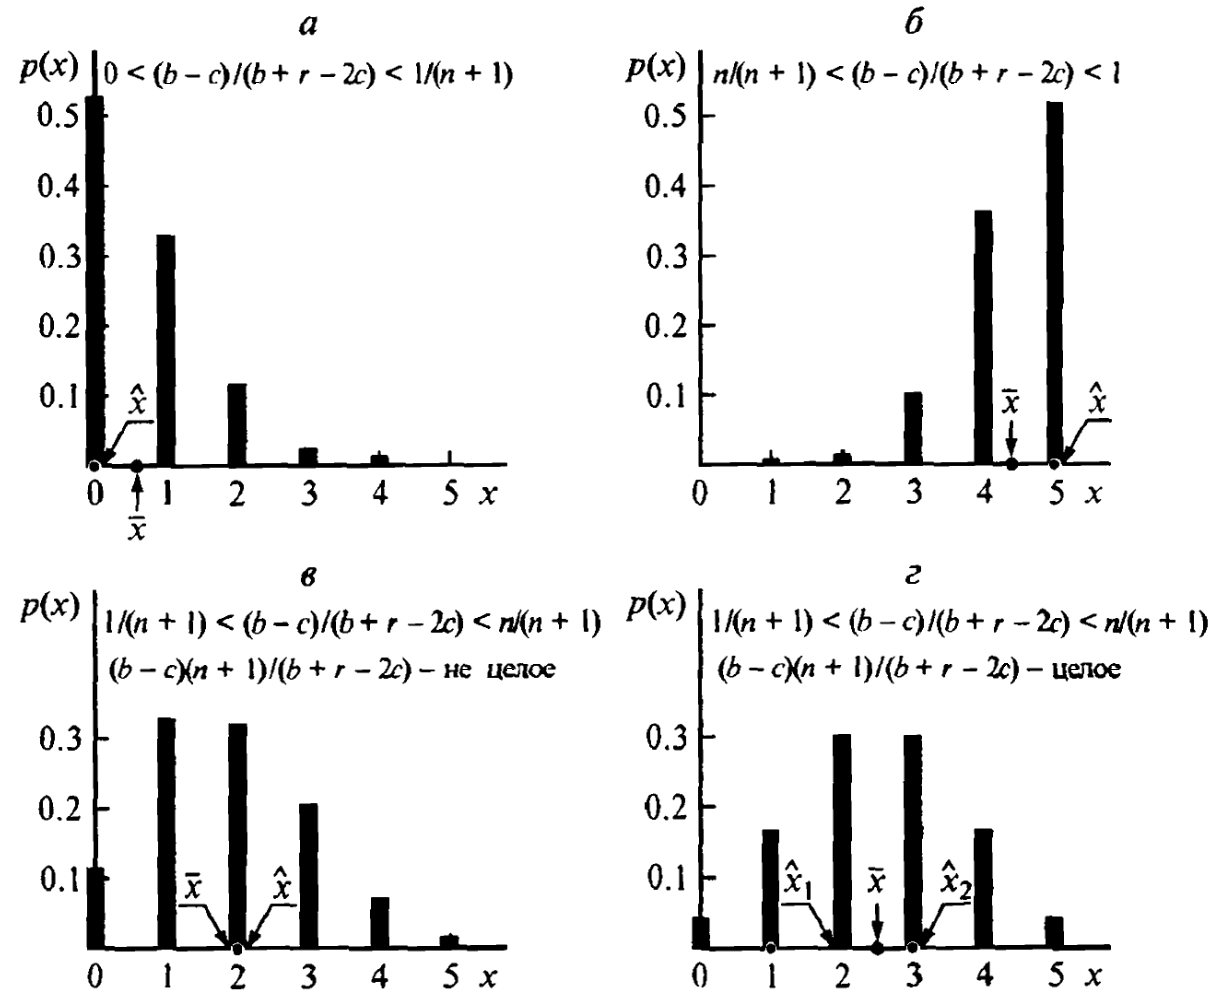 а
p(x)
0 < (b – c)/(b + r – 2c) < 1/(n + 1)
0.5
0.4
0.3
0.2
0.1
x̂
0 1 2 3 4 5 x
x̄
б
p(x)
n/(n + 1) < (b – c)/(b + r – 2c) < 1
0.5
0.4
0.3
0.2
0.1
x̄ x̂
0 1 2 3 4 5 x
в
p(x)
1/(n + 1) < (b – c)/(b + r – 2c) < n/(n + 1)
(b – c)(n + 1)/(b + r – 2c) – не целое
0.3
0.2
0.1
x̄ x̂
0 1 2 3 4 5 x
г
p(x)
1/(n + 1) < (b – c)/(b + r – 2c) < n/(n + 1)
(b – c)(n + 1)/(b + r – 2c) – целое
0.3
0.2
0.1
x̂₁ x̄ x̂₂
0 1 2 3 4 5 x